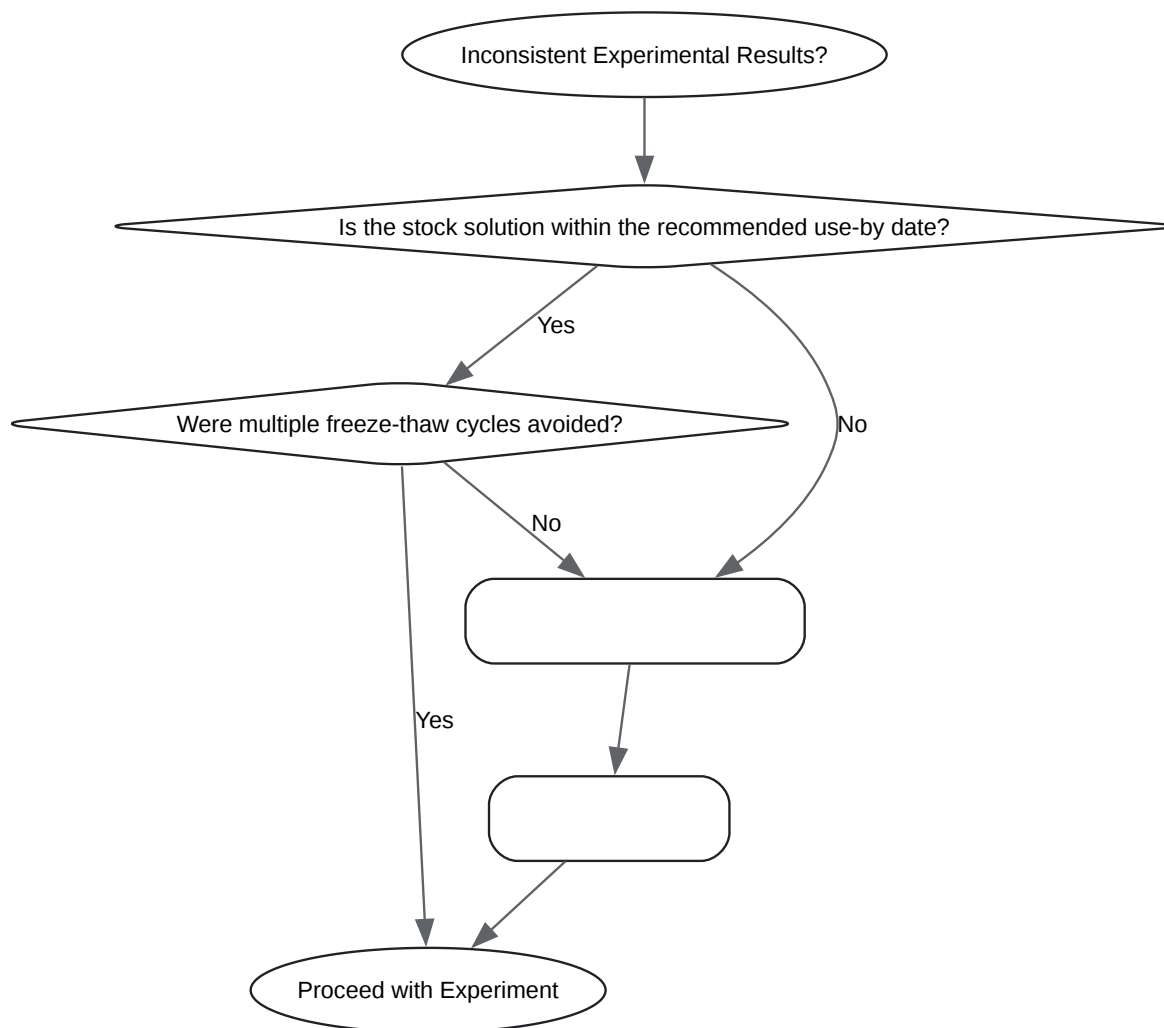 Inconsistent Experimental Results?
Is the stock solution within the recommended use-by date?
Yes
Were multiple freeze-thaw cycles avoided?
No
No
Yes
Proceed with Experiment